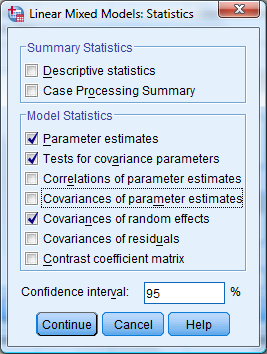 Linear Mixed Models: Statistics
Summary Statistics
Descriptive statistics
Case Processing Summary
Model Statistics
Parameter estimates
Tests for covariance parameters
Correlations of parameter estimates
Covariances of parameter estimates
Covariances of random effects
Covariances of residuals
Contrast coefficient matrix
Confidence interval: 95 %
Continue Cancel Help